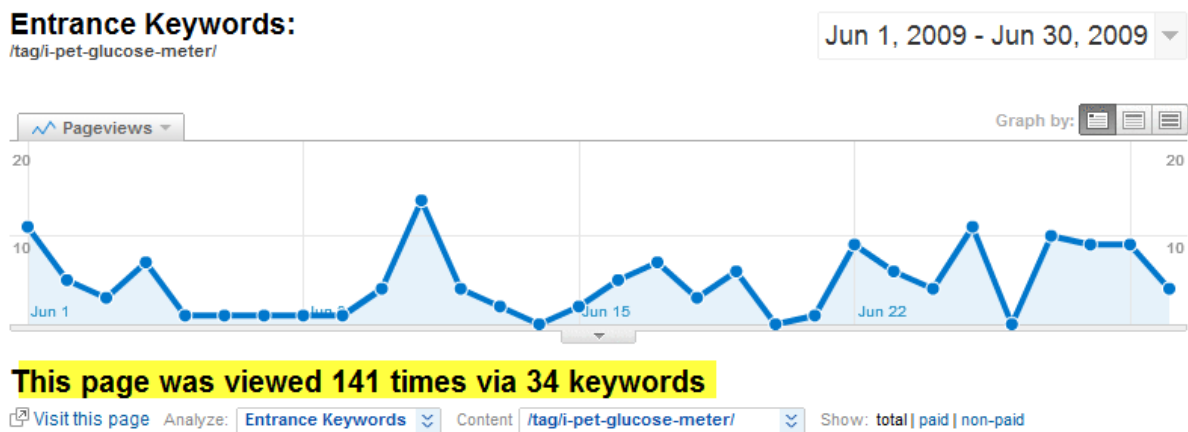 Entrance Keywords:
/tag/i-pet-glucose-meter/
Jun 1, 2009 - Jun 30, 2009
Pageviews
Graph by:
20 20
10 10
Jun 1 Jun 8 Jun 15 Jun 22
This page was viewed 141 times via 34 keywords
Visit this page Analyze: Entrance Keywords Content /tag/i-pet-glucose-meter/ Show: total | paid | non-paid